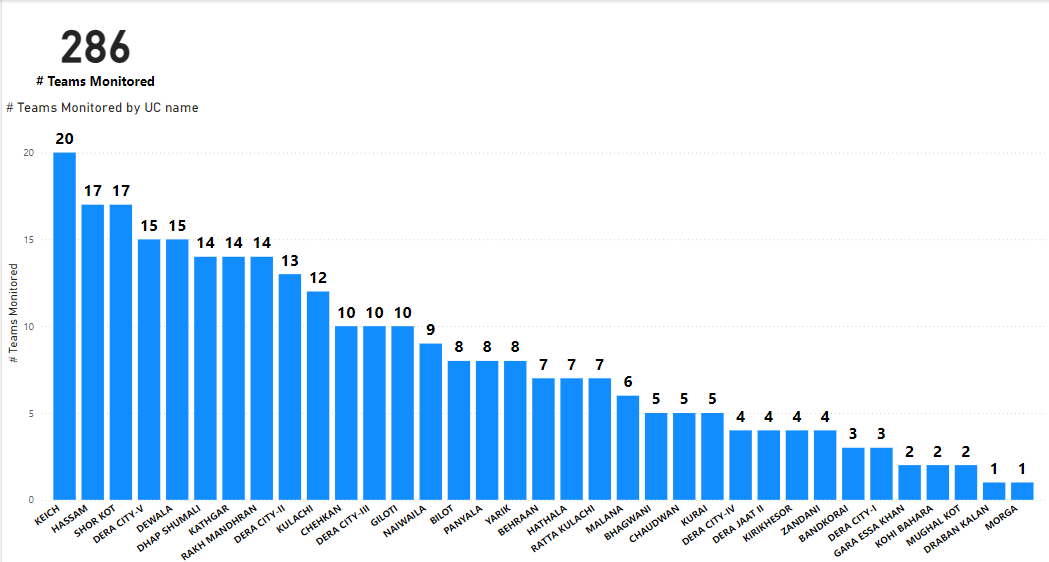 286
# Teams Monitored
# Teams Monitored by UC name
20
17
17
15
15
14
14
14
13
12
10
10
10
9
8
8
8
7
7
7
6
5
5
5
4
4
4
4
3
3
2
2
2
1
1
20
15
10
5
0
# Teams Monitored
KEICH
HASSAM
SHOR KOT
DERA CITY-V
DEWALA
DHAP SHUMALI
KATHGAR
RAKH MANDHRAN
DERA CITY-II
KULACHI
CHEHKAN
DERA CITY-III
GILOTI
NAIWAILA
BILOT
PANYALA
YARIK
BEHRAAN
HATHALA
RATTA KULACHI
MALANA
BHAGWANI
CHAUDWAN
KURAI
DERA CITY-IV
DERA JAAT II
KIRIKHESOR
ZANDANI
BANDKORAI
DERA CITY-I
GARA ESSA KHAN
KOHI BAHARA
MUGHAL KOT
DRABAN KALAN
MORGA